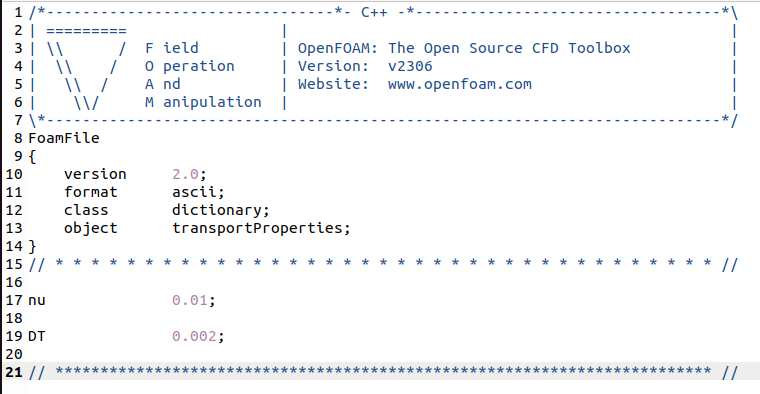 1 /*--------------------------------*- C++ -*----------------------------------*\
2 | =========                 |                                                 |
3 | \\      /  F ield         | OpenFOAM: The Open Source CFD Toolbox           |
4 |  \\    /   O peration     | Version:  v2306                                 |
5 |   \\  /    A nd           | Website:  www.openfoam.com                      |
6 |    \\/     M anipulation  |                                                 |
7 \*---------------------------------------------------------------------------*/
8 FoamFile
9 {
10     version     2.0;
11     format      ascii;
12     class       dictionary;
13     object      transportProperties;
14 }
15 // * * * * * * * * * * * * * * * * * * * * * * * * * * * * * * * * * * * * * //
16
17 nu              0.01;
18
19 DT              0.002;
20
21 // ************************************************************************* //